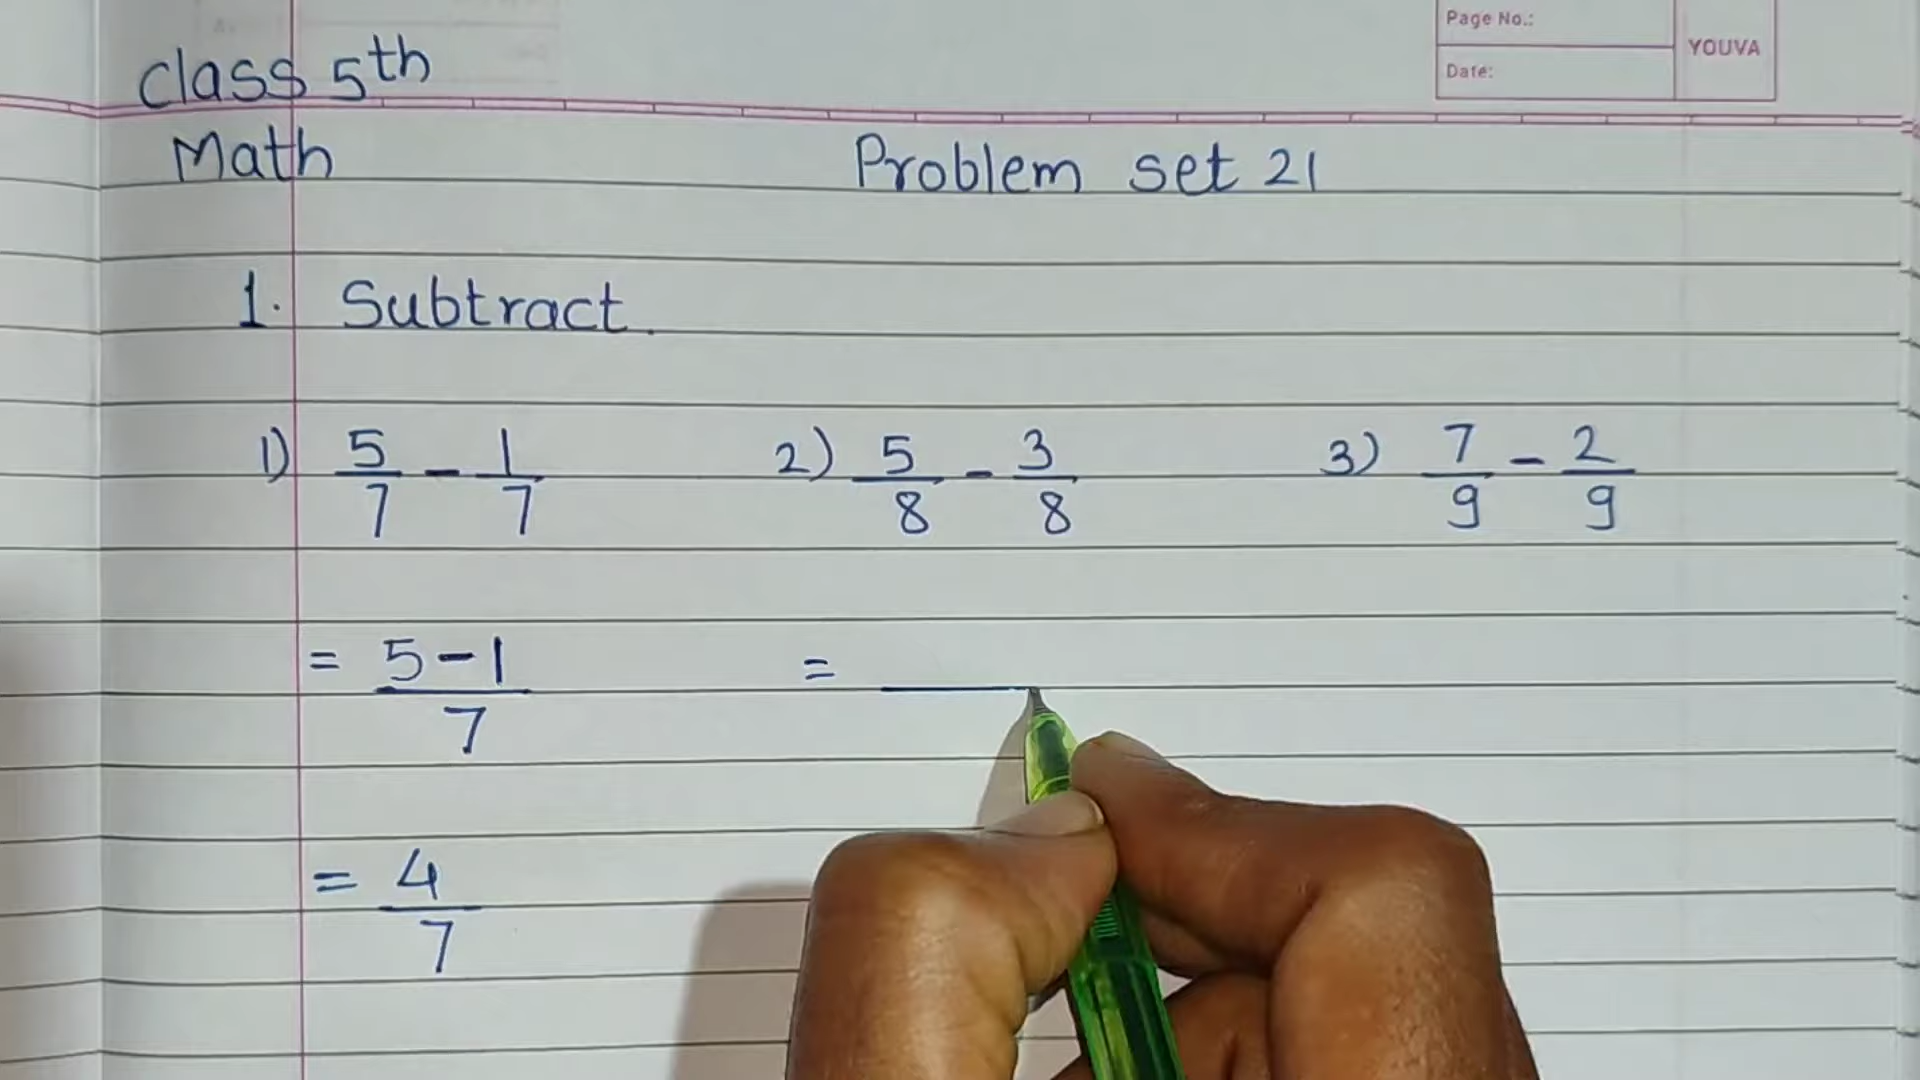 Page No.:
YOUVA
Date:
Class 5th
Math
Problem set 21
1. Subtract.
1) 5/7 - 1/7 2) 5/8 - 3/8 3) 7/9 - 2/9
= 5-1/7 =
= 4/7